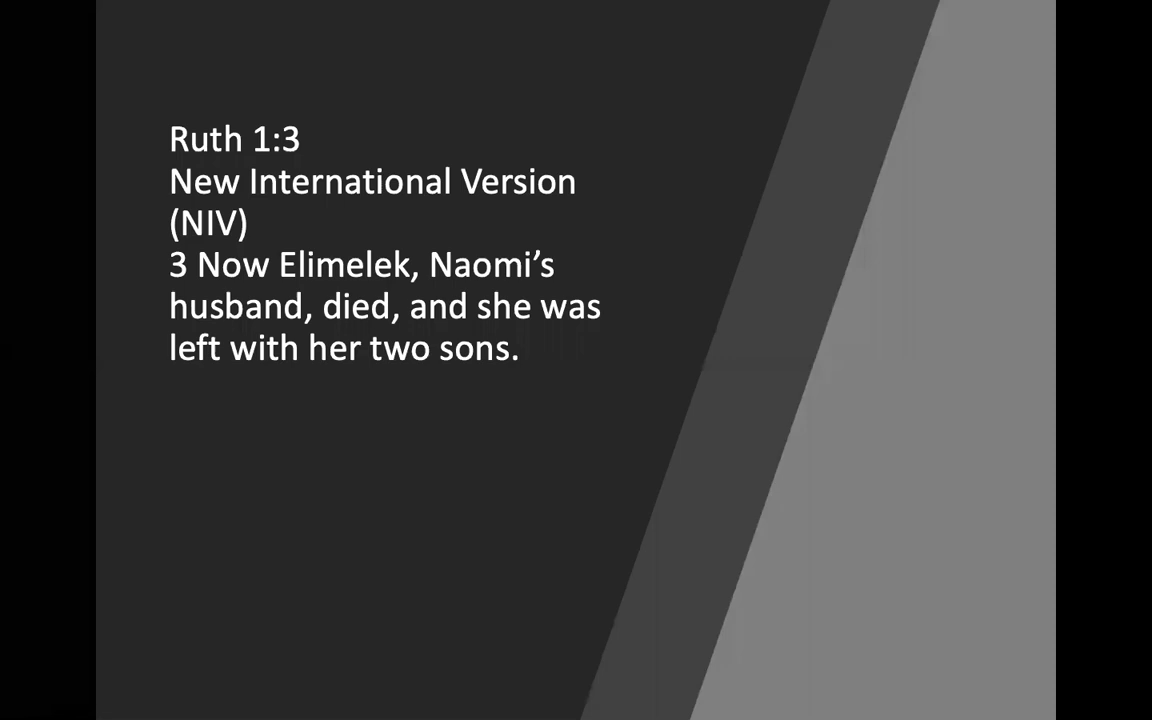 Ruth 1:3
New International Version
(NIV)
3 Now Elimelek, Naomi’s
husband, died, and she was
left with her two sons.